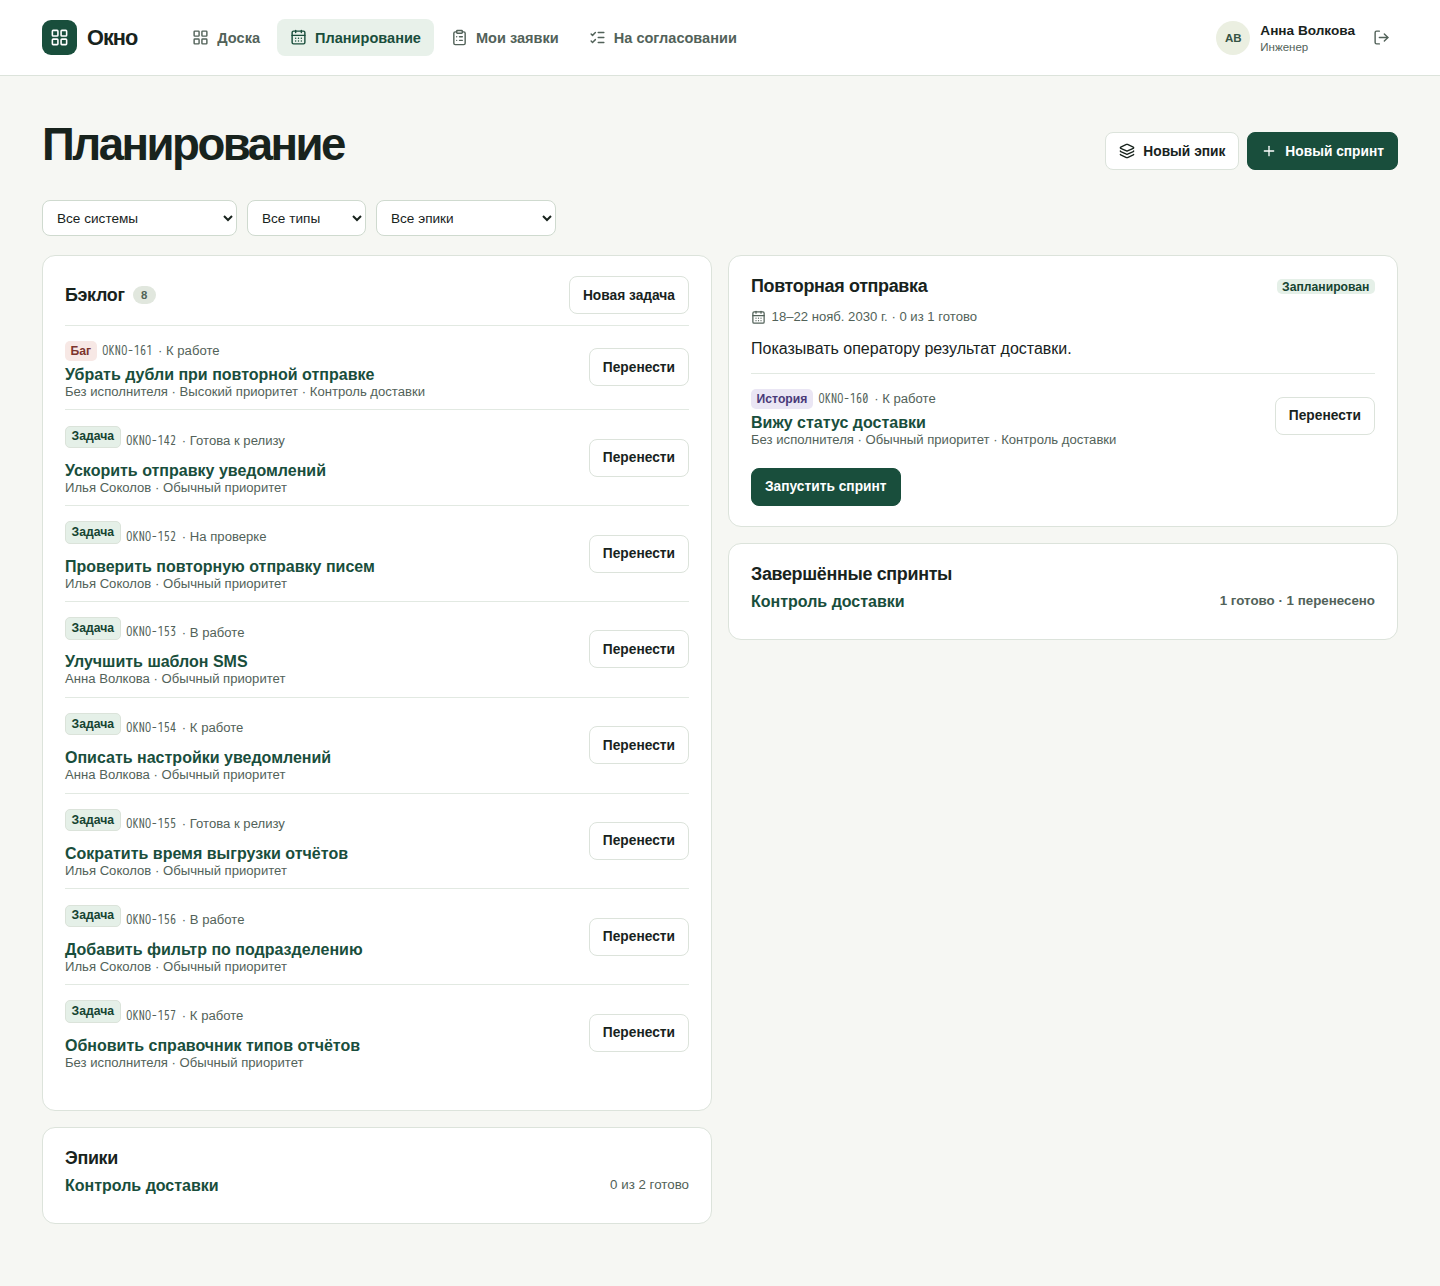 Окно
Доска
Планирование
Мои заявки
На согласовании
АВ
Анна Волкова
Инженер
Планирование
Новый эпик
Новый спринт
Все системы
Все типы
Все эпики
Бэклог 8
Новая задача
Баг OKNO-161 · К работе
Убрать дубли при повторной отправке
Без исполнителя · Высокий приоритет · Контроль доставки
Перенести
Задача OKNO-142 · Готова к релизу
Ускорить отправку уведомлений
Илья Соколов · Обычный приоритет
Перенести
Задача OKNO-152 · На проверке
Проверить повторную отправку писем
Илья Соколов · Обычный приоритет
Перенести
Задача OKNO-153 · В работе
Улучшить шаблон SMS
Анна Волкова · Обычный приоритет
Перенести
Задача OKNO-154 · К работе
Описать настройки уведомлений
Анна Волкова · Обычный приоритет
Перенести
Задача OKNO-155 · Готова к релизу
Сократить время выгрузки отчётов
Илья Соколов · Обычный приоритет
Перенести
Задача OKNO-156 · В работе
Добавить фильтр по подразделению
Илья Соколов · Обычный приоритет
Перенести
Задача OKNO-157 · К работе
Обновить справочник типов отчётов
Без исполнителя · Обычный приоритет
Перенести
Эпики
Контроль доставки
0 из 2 готово
Повторная отправка
Запланирован
18–22 нояб. 2030 г. · 0 из 1 готово
Показывать оператору результат доставки.
История OKNO-160 · К работе
Вижу статус доставки
Без исполнителя · Обычный приоритет · Контроль доставки
Перенести
Запустить спринт
Завершённые спринты
Контроль доставки
1 готово · 1 перенесено